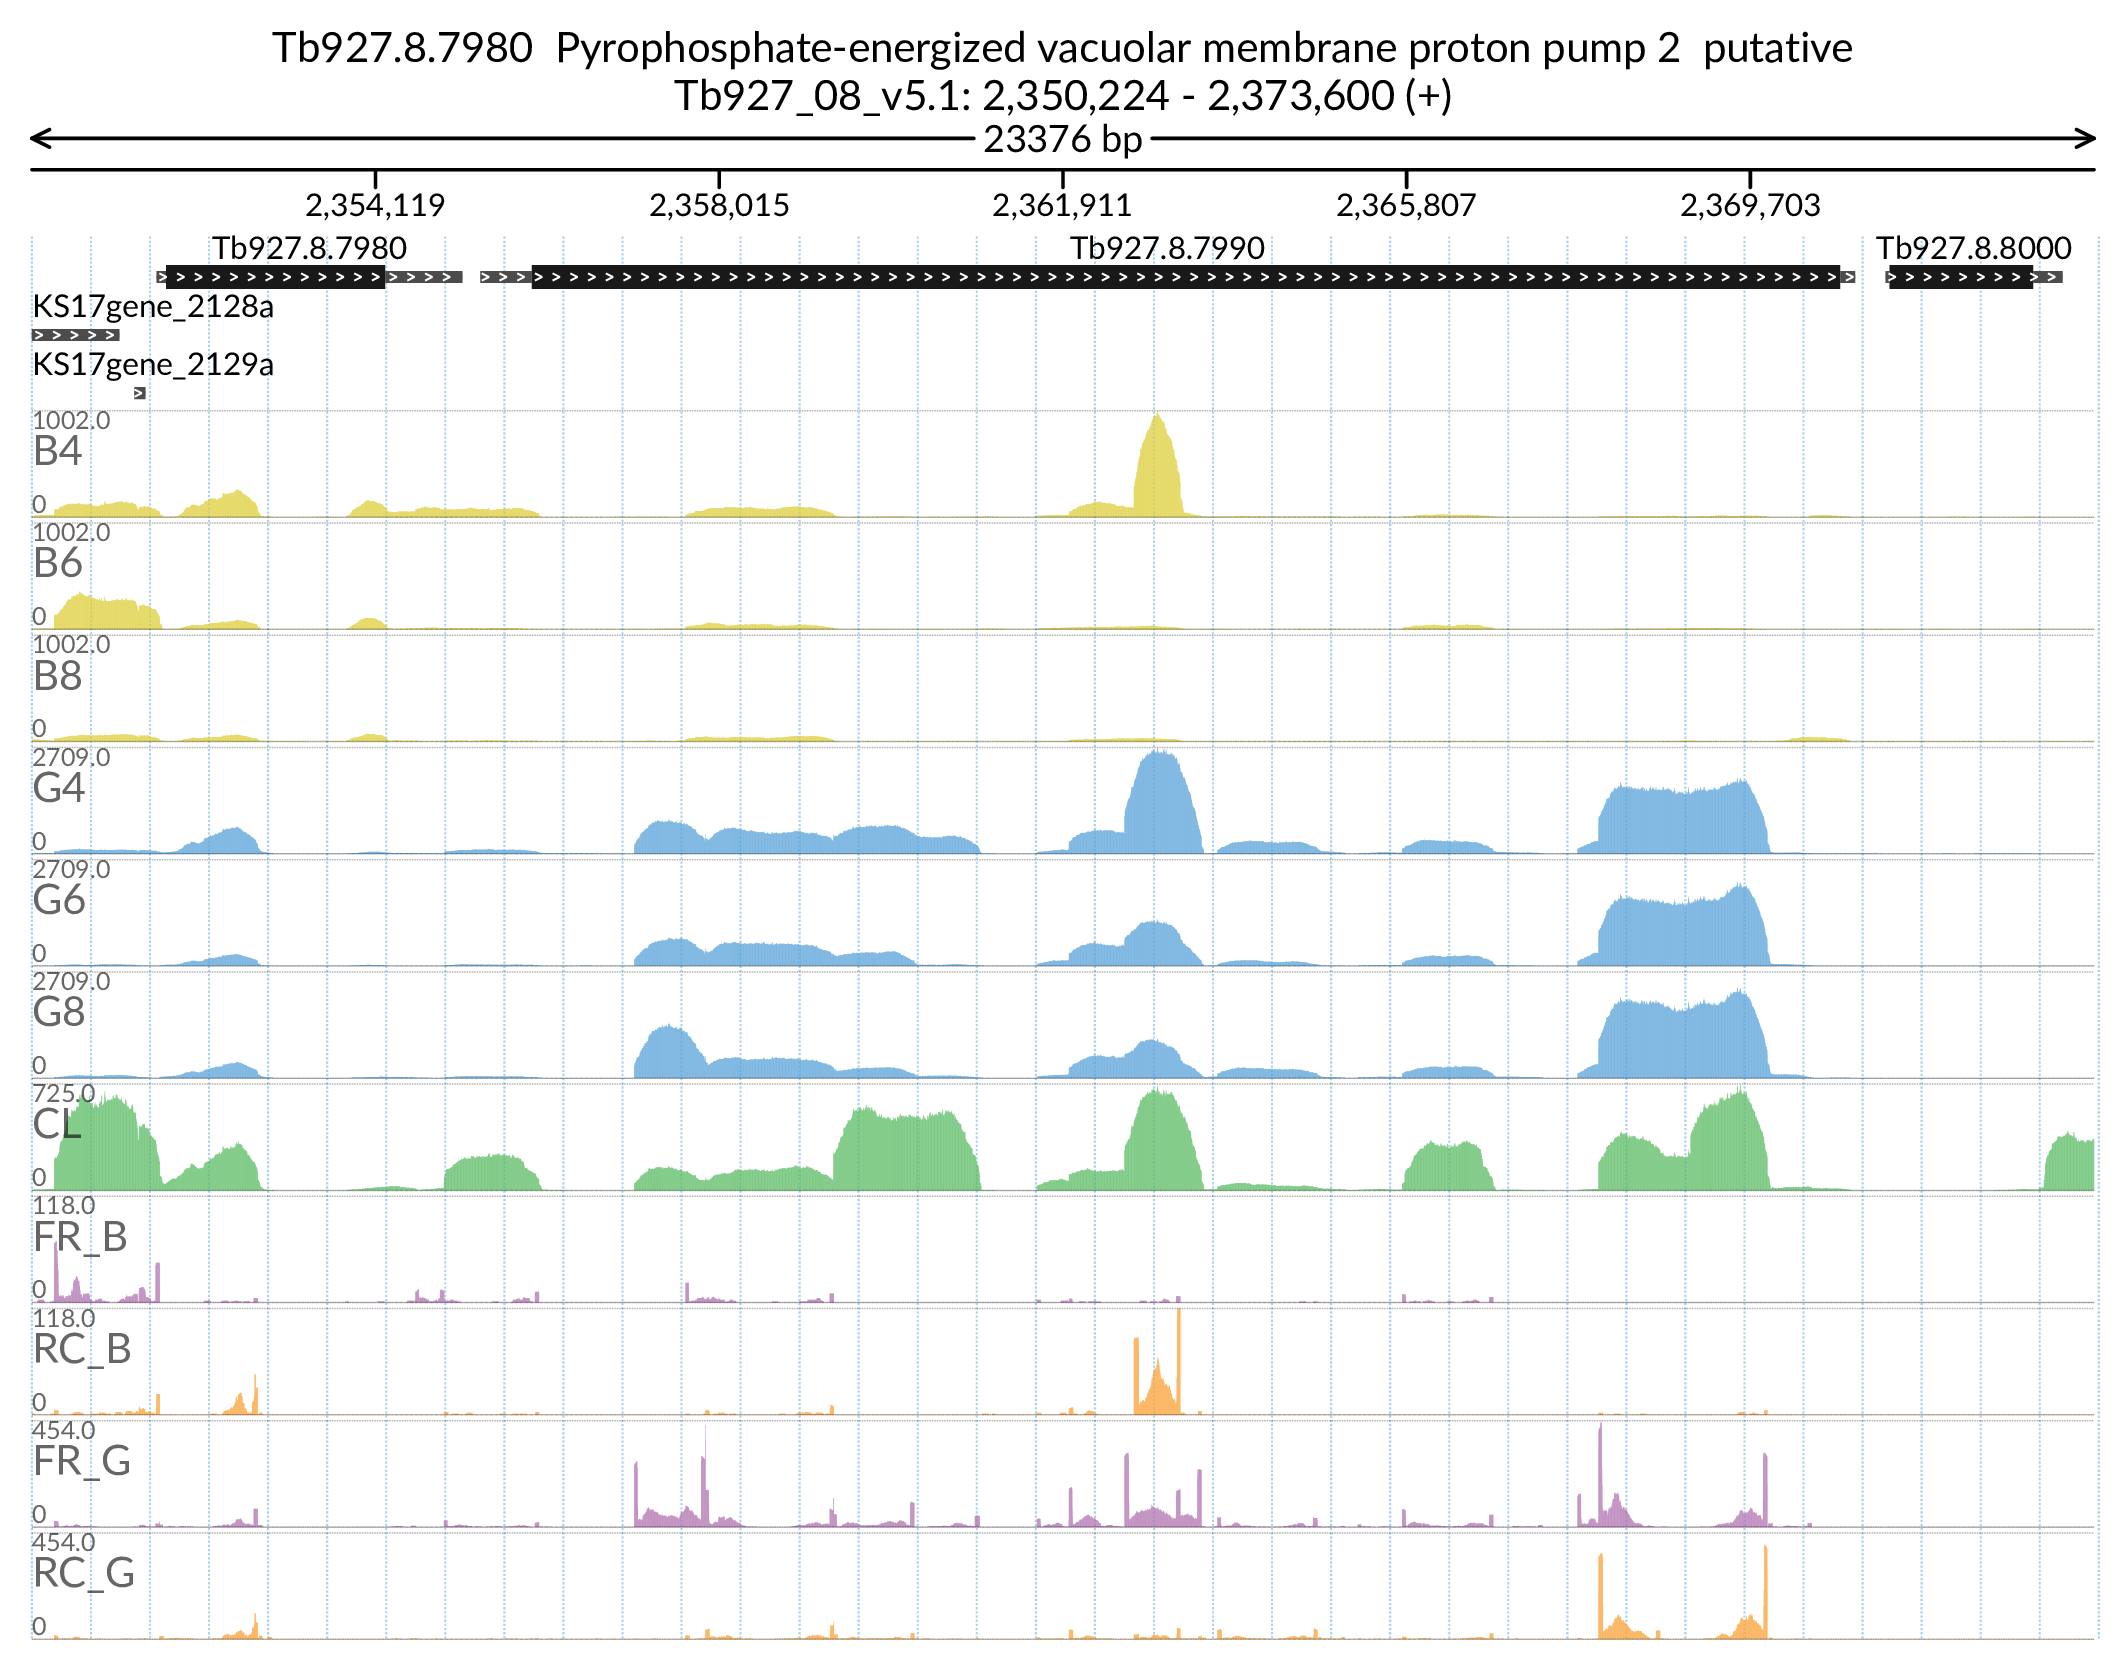 Tb927.8.7980  Pyrophosphate-energized vacuolar membrane proton pump 2  putative
Tb927_08_v5.1: 2,350,224 - 2,373,600 (+)
23376 bp
2,354,119 2,358,015 2,361,911 2,365,807 2,369,703
Tb927.8.7980 Tb927.8.7990 Tb927.8.8000
KS17gene_2128a
KS17gene_2129a
1002.0
B4
0
1002.0
B6
0
1002.0
B8
0
2709.0
G4
0
2709.0
G6
0
2709.0
G8
0
725.0
CL
0
118.0
FR_B
0
118.0
RC_B
0
454.0
FR_G
0
454.0
RC_G
0